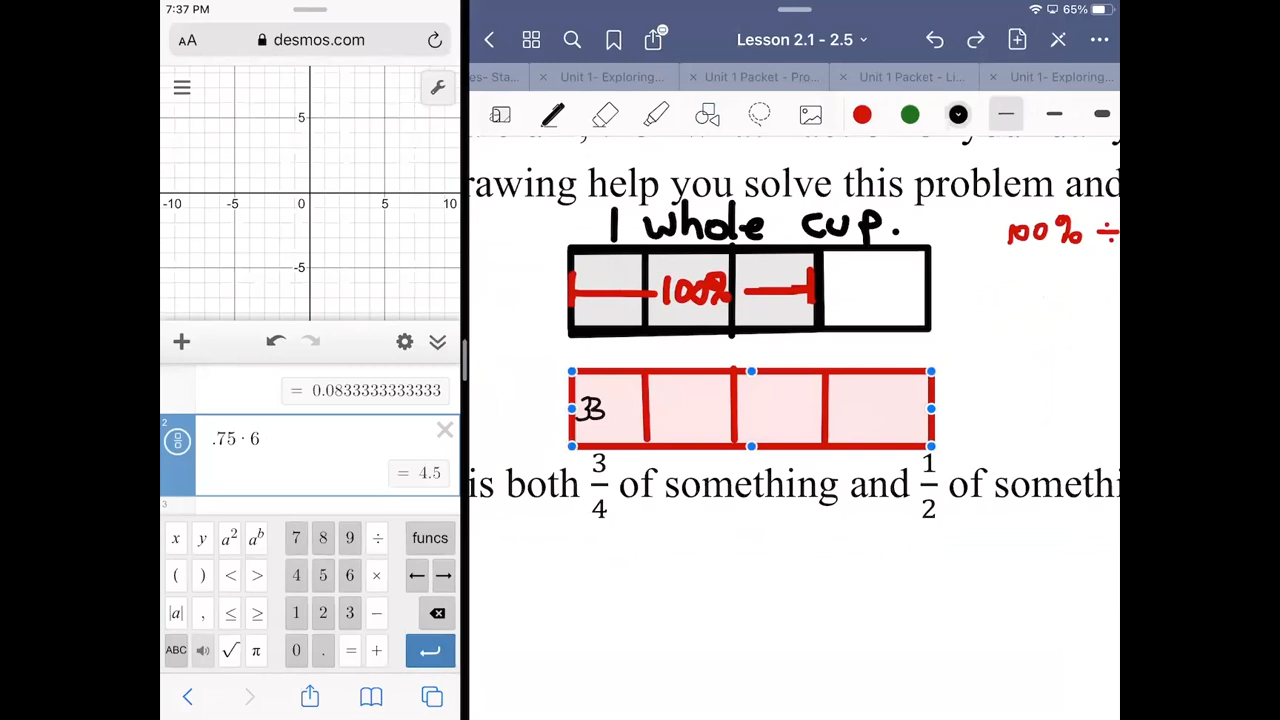 7:37 PM
65%
AA desmos.com
Lesson 2.1 - 2.5
es- Sta...
× Unit 1- Exploring...
× Unit 1 Packet - Pro...
× Unit 1 Packet - Li...
× Unit 1- Exploring...
5
-10 -5 0 5 10
-5
rawing help you solve this problem and
1 whole cup.
100% ÷
100%
33
is both 3/4 of something and 1/2 of somethi
= 0.0833333333333
2
.75 · 6
= 4.5
3
x y a² aᵇ 7 8 9 ÷ funcs
( ) < > 4 5 6 × ← →
|a| , ≤ ≥ 1 2 3 −
ABC √ π 0 . = +